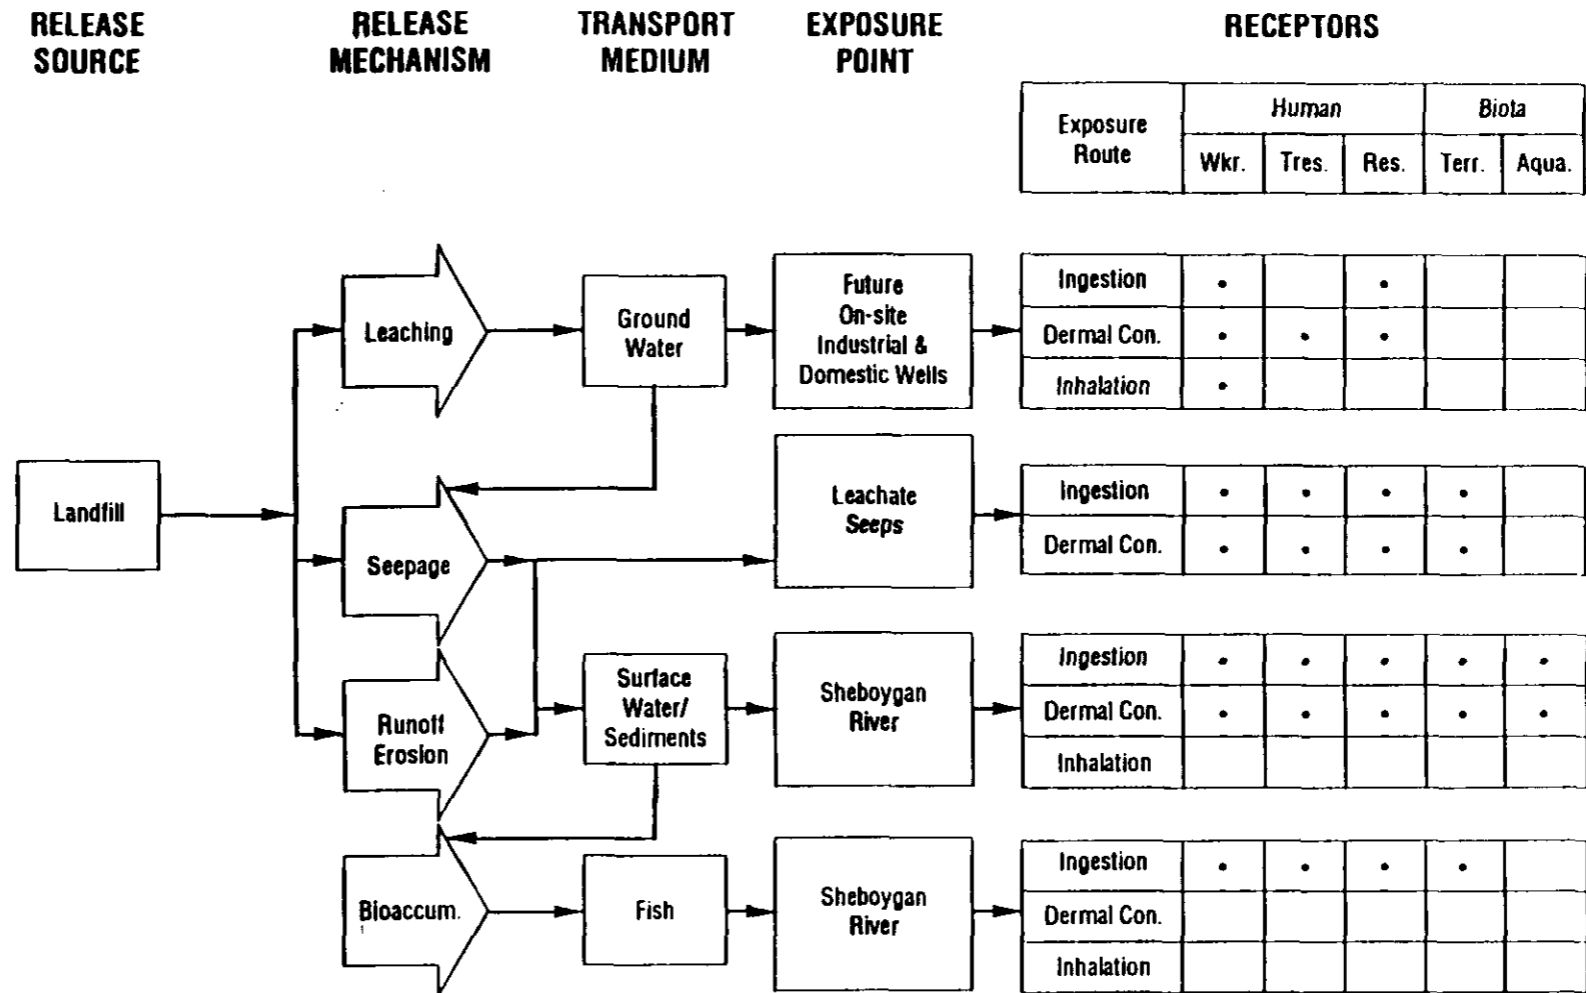 RELEASE
SOURCE
RELEASE
MECHANISM
TRANSPORT
MEDIUM
EXPOSURE
POINT
RECEPTORS
Exposure
Route
Human
Biota
Wkr.
Tres.
Res.
Terr.
Aqua.
Landfill
Leaching
Ground
Water
Future
On-site
Industrial &
Domestic Wells
Ingestion • •
Dermal Con. • • •
Inhalation •
Seepage
Leachate
Seeps
Ingestion • • • •
Dermal Con. • • • •
Runoff
Erosion
Surface
Water/
Sediments
Sheboygan
River
Ingestion • • • • •
Dermal Con. • • • • •
Inhalation
Bioaccum.
Fish
Sheboygan
River
Ingestion • • • •
Dermal Con.
Inhalation